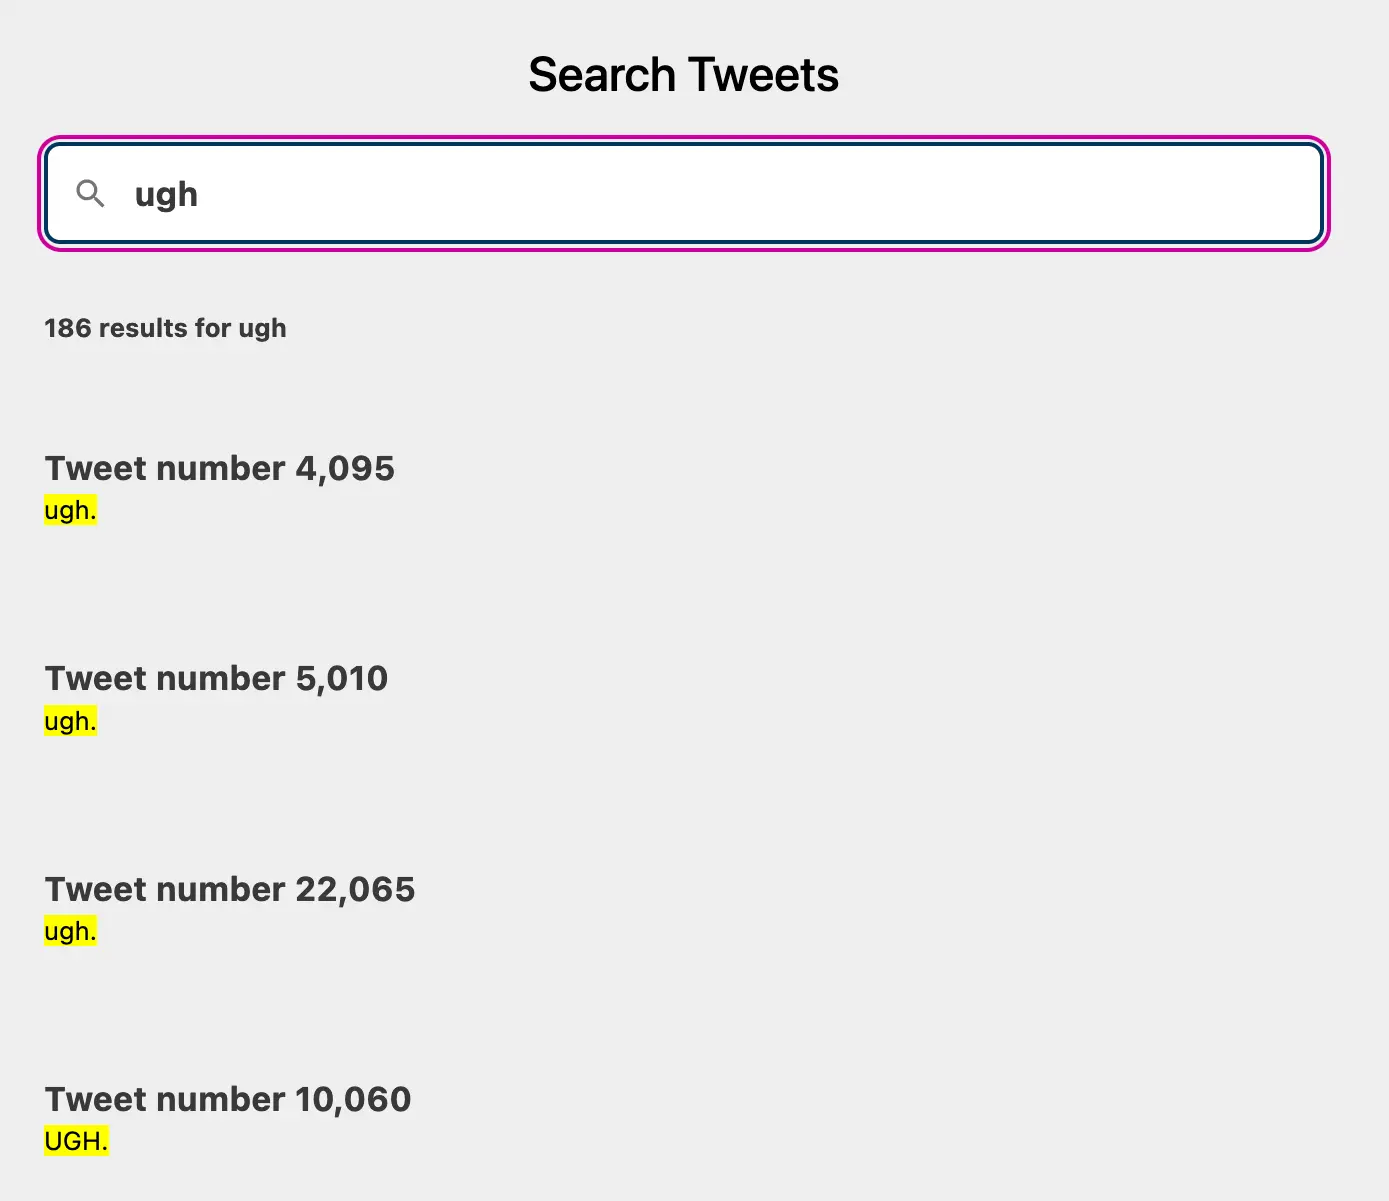 Search Tweets
ugh
186 results for ugh
Tweet number 4,095
ugh.
Tweet number 5,010
ugh.
Tweet number 22,065
ugh.
Tweet number 10,060
UGH.